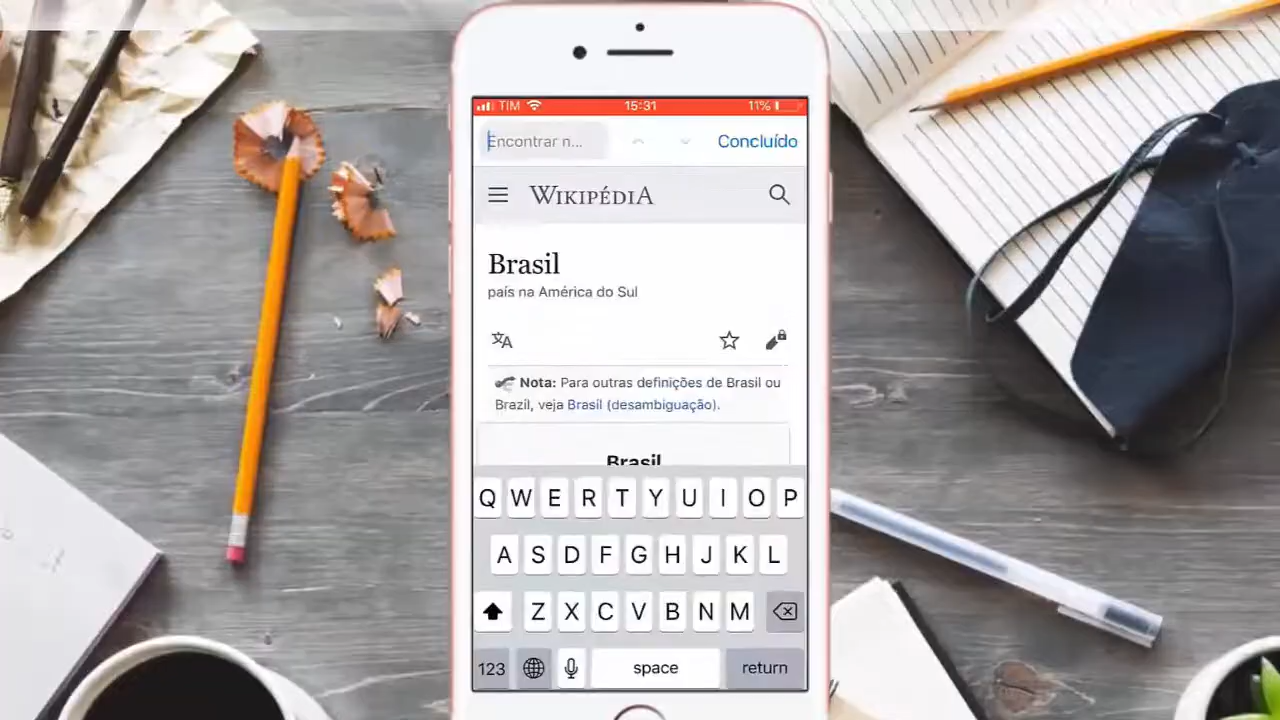 TIM 15:31 11%
Encontrar n... Concluído
WIKIPÉDIA
Brasil
país na América do Sul
Nota: Para outras definições de Brasil ou
Brazil, veja Brasil (desambiguação).
Brasil
Q W E R T Y U I O P
A S D F G H J K L
Z X C V B N M
123 space return